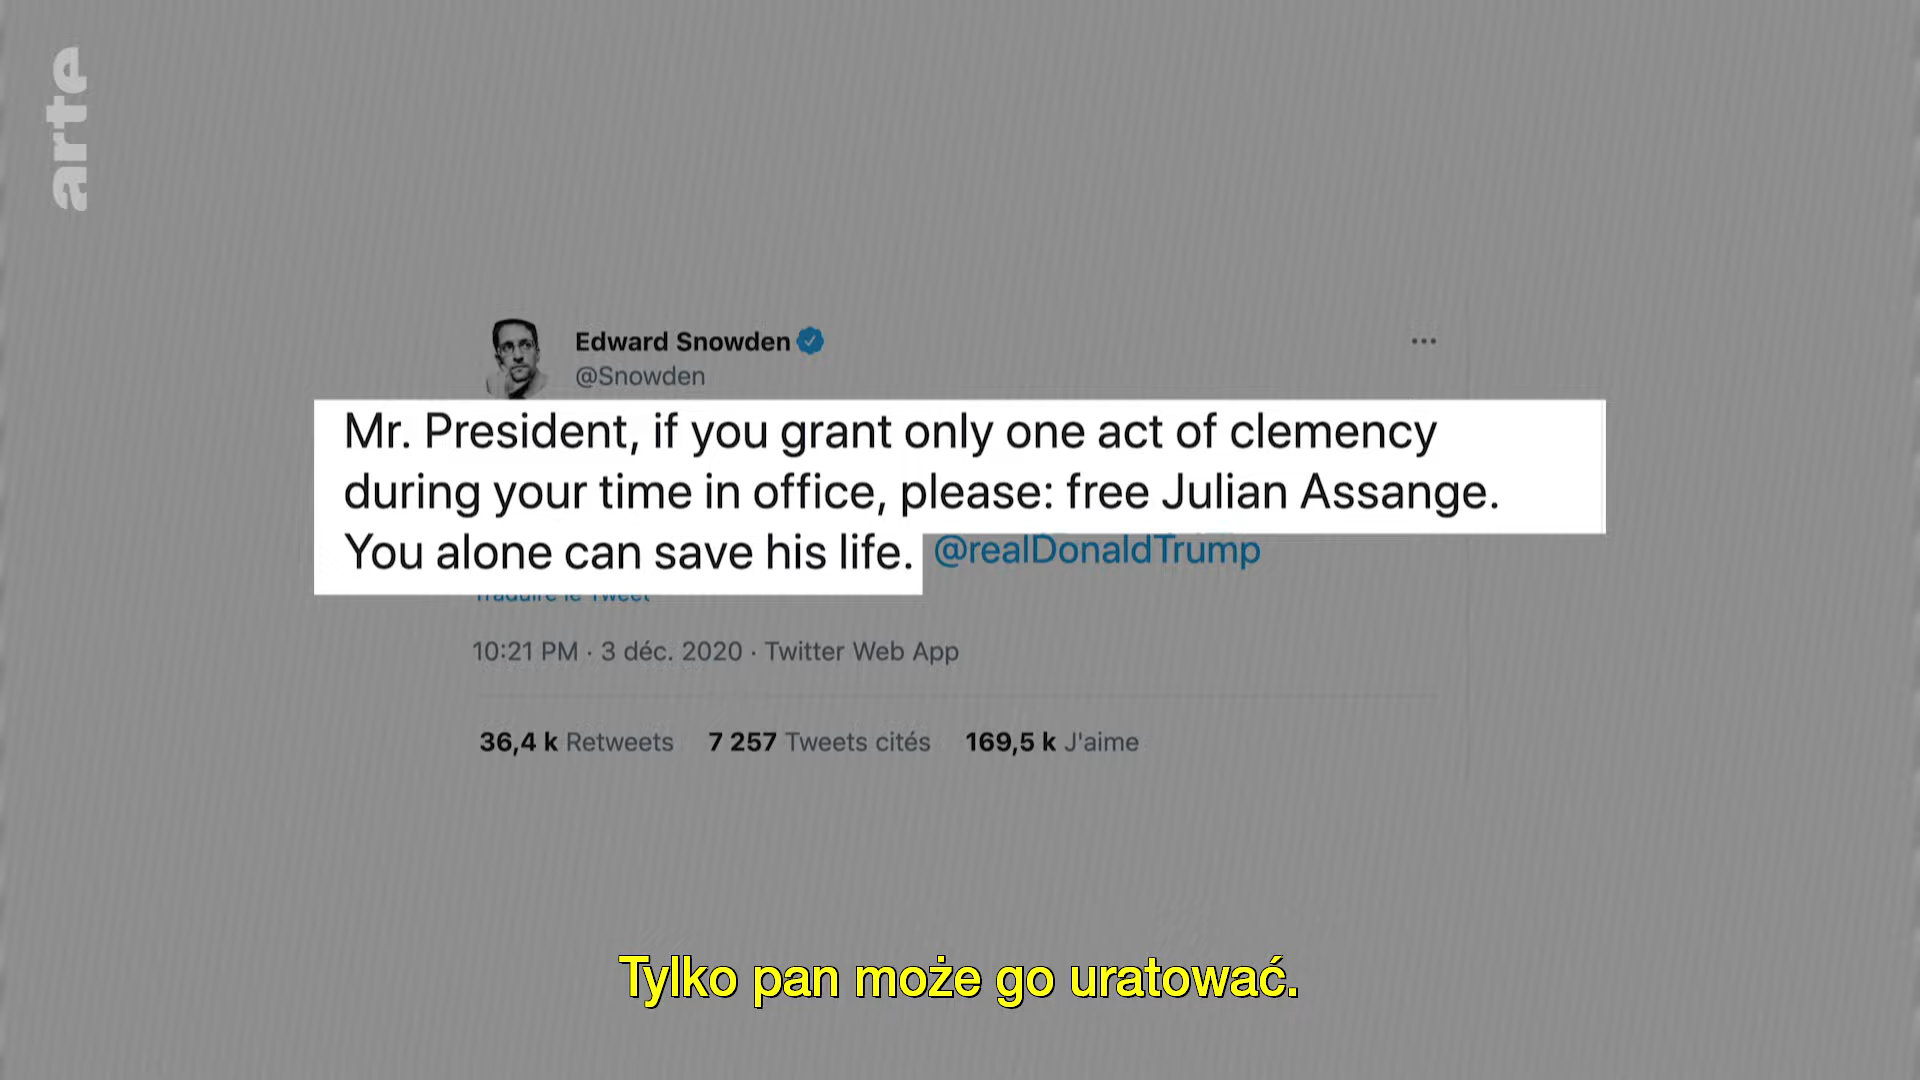 arte
Edward Snowden
@Snowden
Mr. President, if you grant only one act of clemency
during your time in office, please: free Julian Assange.
You alone can save his life. @realDonaldTrump
Traduire le Tweet
10:21 PM · 3 déc. 2020 · Twitter Web App
36,4 k Retweets 7 257 Tweets cités 169,5 k J'aime
Tylko pan może go uratować.